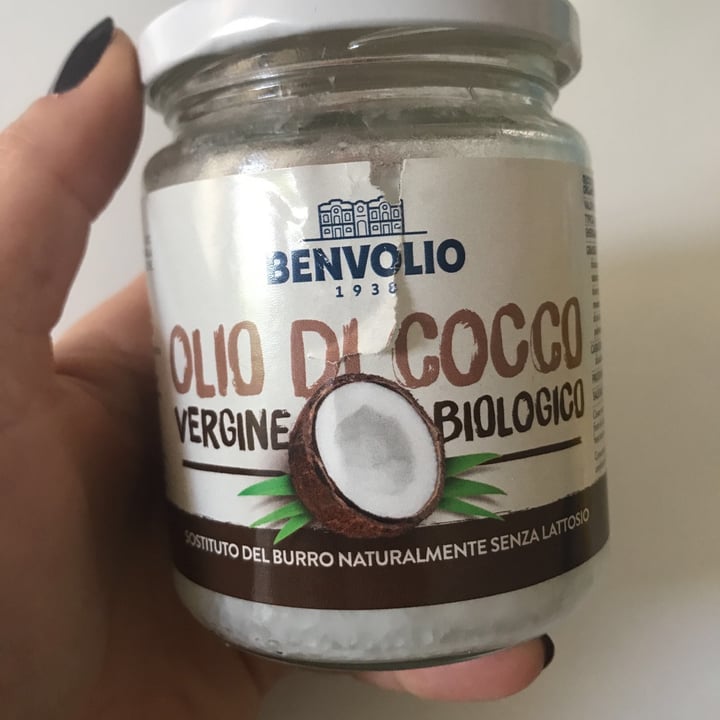 BENVOLIO
1938
OLIO DI COCCO
VERGINE BIOLOGICO
SOSTITUTO DEL BURRO NATURALMENTE SENZA LATTOSIO